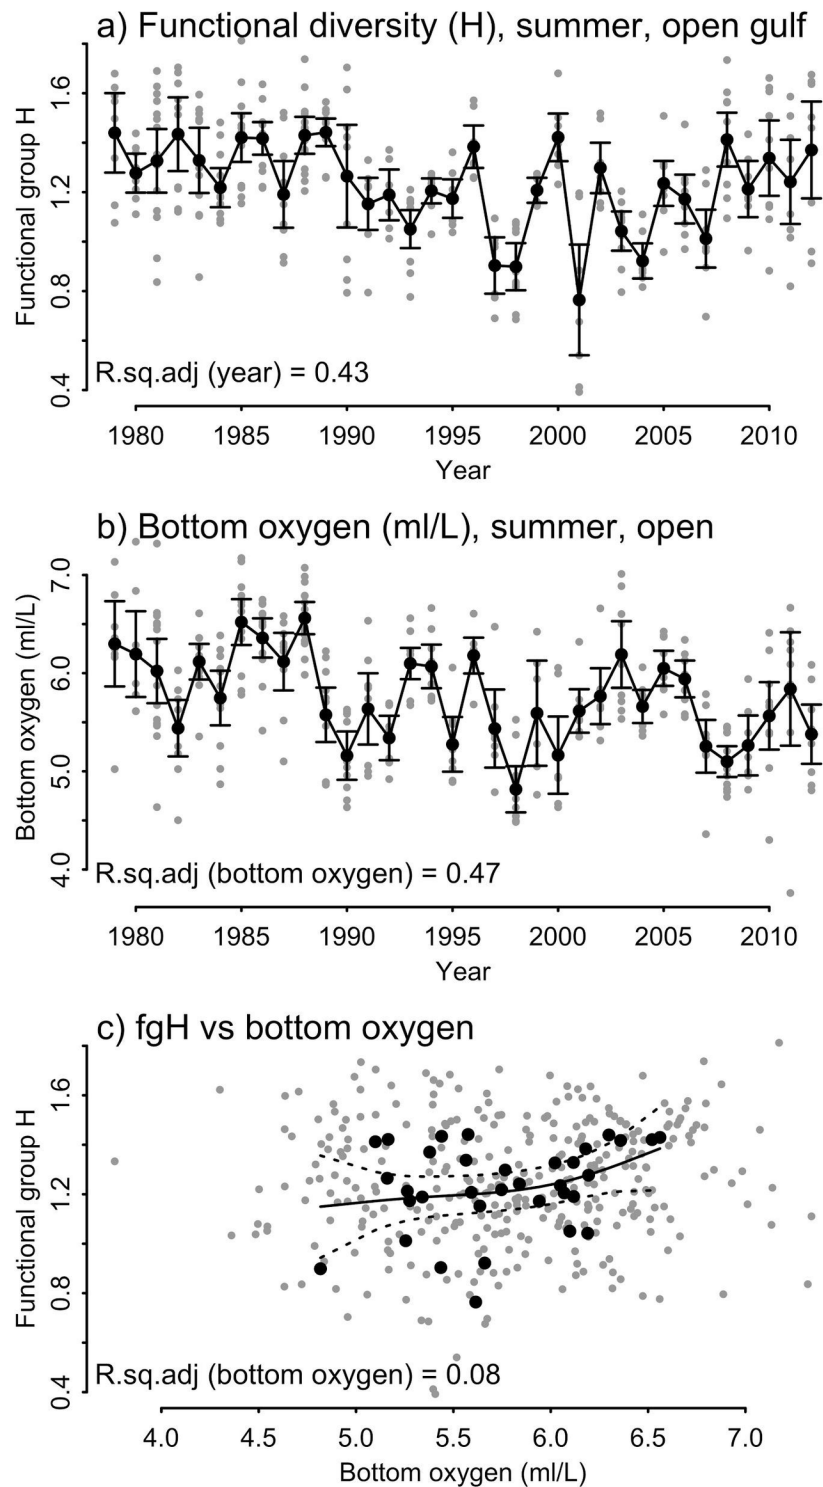 a) Functional diversity (H), summer, open gulf
Functional group H
1.6
1.2
0.8
0.4
R.sq.adj (year) = 0.43
1980 1985 1990 1995 2000 2005 2010
Year
b) Bottom oxygen (ml/L), summer, open
Bottom oxygen (ml/L)
7.0
6.0
5.0
4.0
R.sq.adj (bottom oxygen) = 0.47
1980 1985 1990 1995 2000 2005 2010
Year
c) fgH vs bottom oxygen
Functional group H
1.6
1.2
0.8
0.4
R.sq.adj (bottom oxygen) = 0.08
4.0 4.5 5.0 5.5 6.0 6.5 7.0
Bottom oxygen (ml/L)